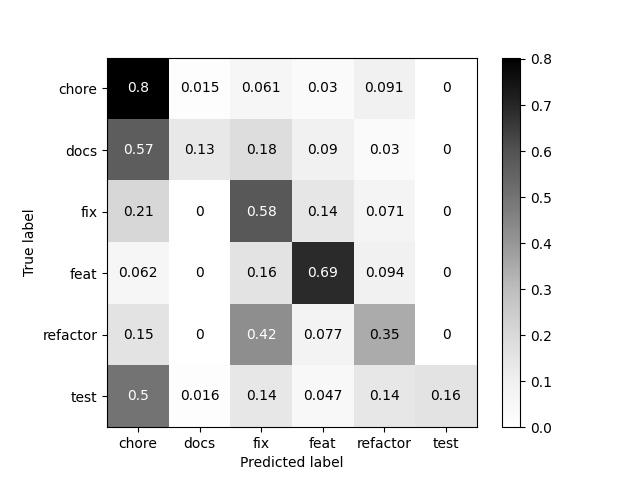 chore 0.8 0.015 0.061 0.03 0.091 0
docs 0.57 0.13 0.18 0.09 0.03 0
fix 0.21 0 0.58 0.14 0.071 0
feat 0.062 0 0.16 0.69 0.094 0
refactor 0.15 0 0.42 0.077 0.35 0
test 0.5 0.016 0.14 0.047 0.14 0.16
chore docs fix feat refactor test
Predicted label
True label
0.8
0.7
0.6
0.5
0.4
0.3
0.2
0.1
0.0